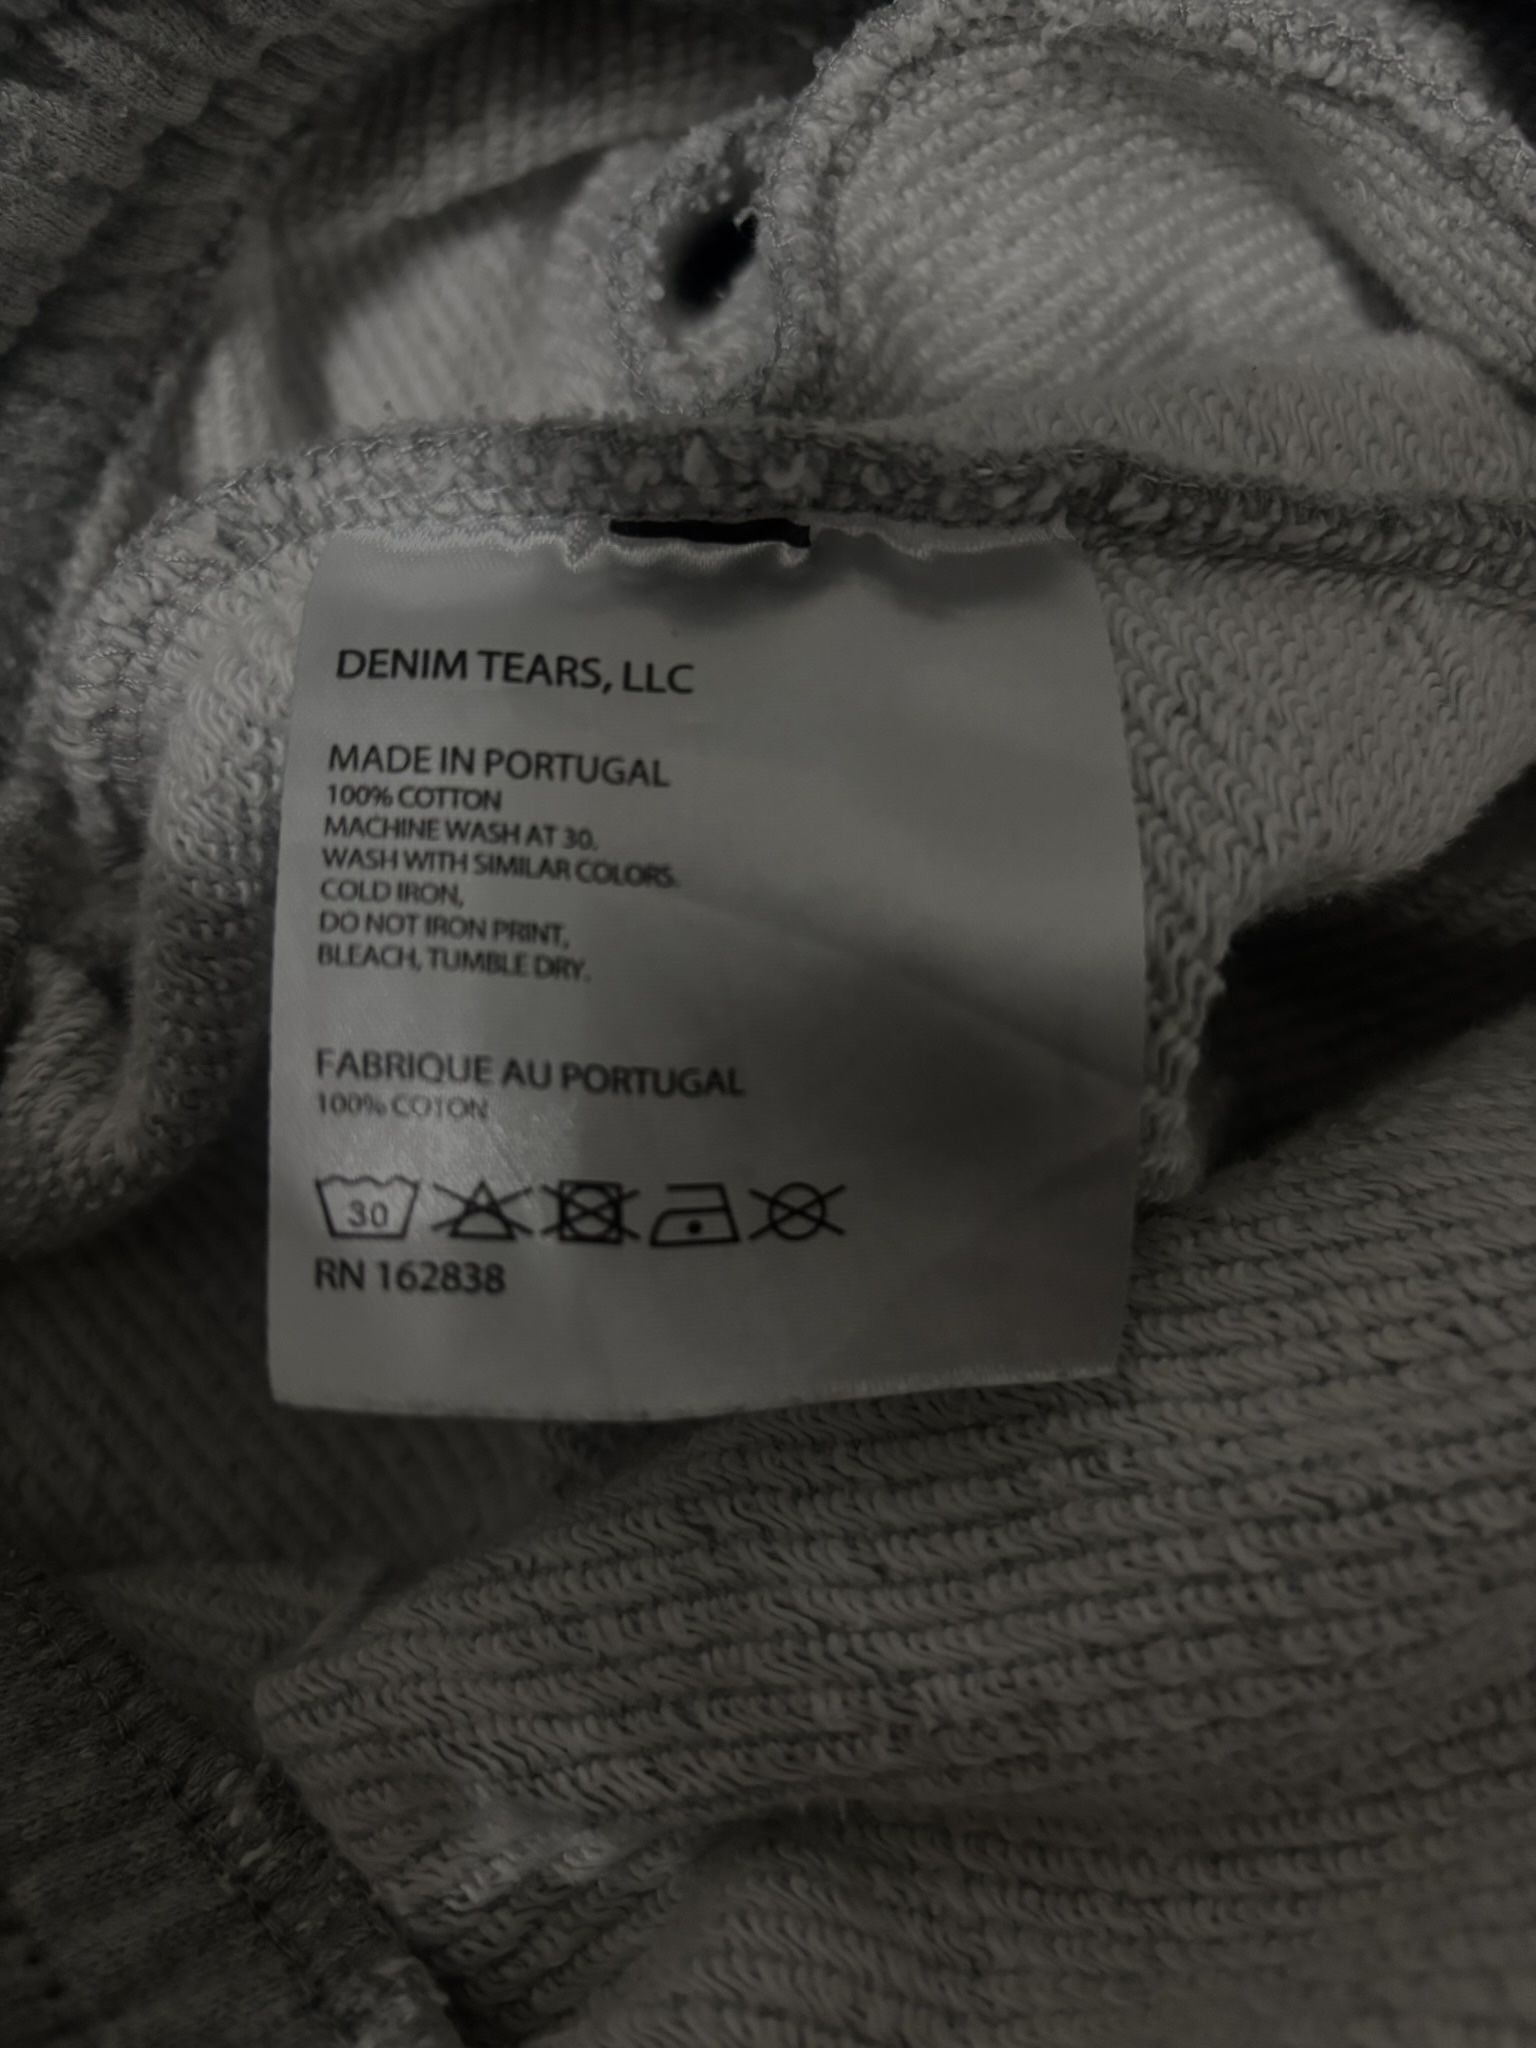 DENIM TEARS, LLC
MADE IN PORTUGAL
100% COTTON
MACHINE WASH AT 30.
WASH WITH SIMILAR COLORS.
COLD IRON,
DO NOT IRON PRINT,
BLEACH, TUMBLE DRY.
FABRIQUE AU PORTUGAL
100% COTON
30
RN 162838